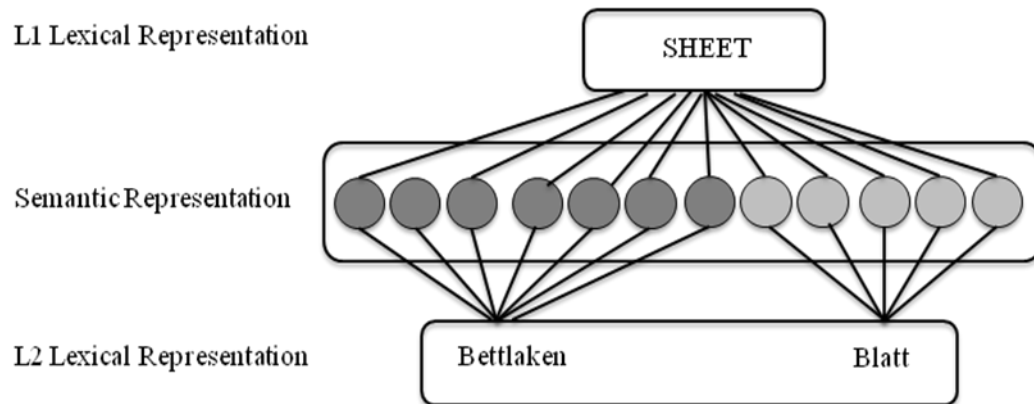 L1 Lexical Representation
SHEET
Semantic Representation
L2 Lexical Representation
Bettlaken
Blatt